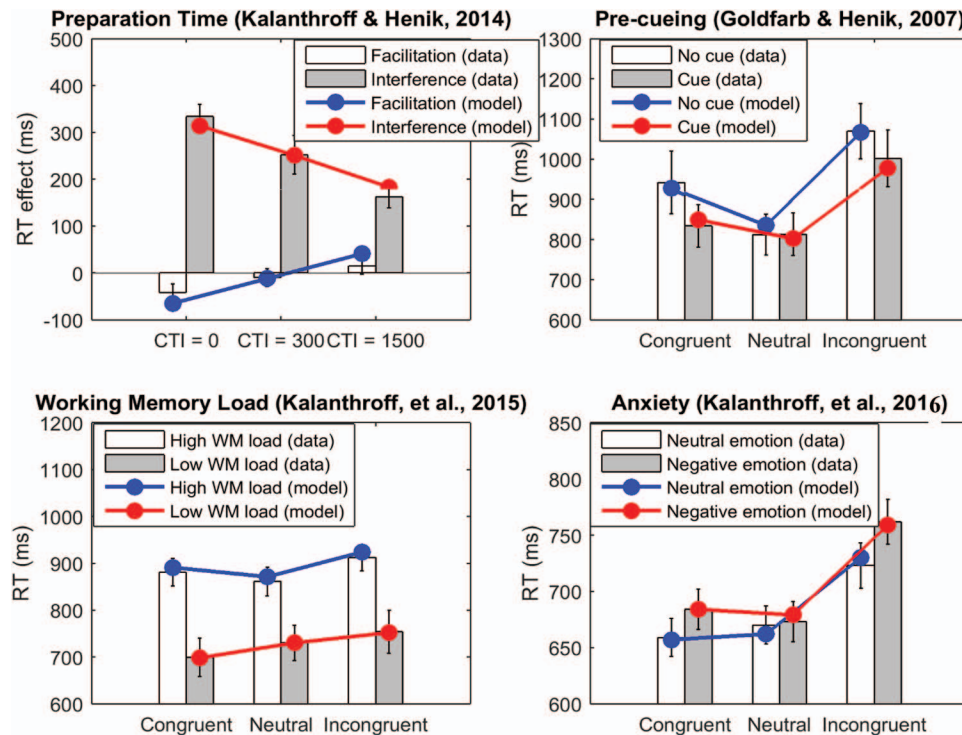 Preparation Time (Kalanthroff & Henik, 2014)
500
400
300
200
100
0
-100
RT effect (ms)
Facilitation (data)
Interference (data)
Facilitation (model)
Interference (model)
CTI = 0 CTI = 300 CTI = 1500
Pre-cueing (Goldfarb & Henik, 2007)
1300
1000
900
800
700
600
(ms)
No cue (data)
Cue (data)
No cue (model)
Cue (model)
Congruent Neutral Incongruent
Working Memory Load (Kalanthroff, et al., 2015)
1200
1100
1000
900
800
700
600
RT (ms)
High WM load (data)
Low WM load (data)
High WM load (model)
Low WM load (model)
Congruent Neutral Incongruent
Anxiety (Kalanthroff, et al., 2016)
850
800
750
700
650
600
RT (ms)
Neutral emotion (data)
Negative emotion (data)
Neutral emotion (model)
Negative emotion (model)
Congruent Neutral Incongruent